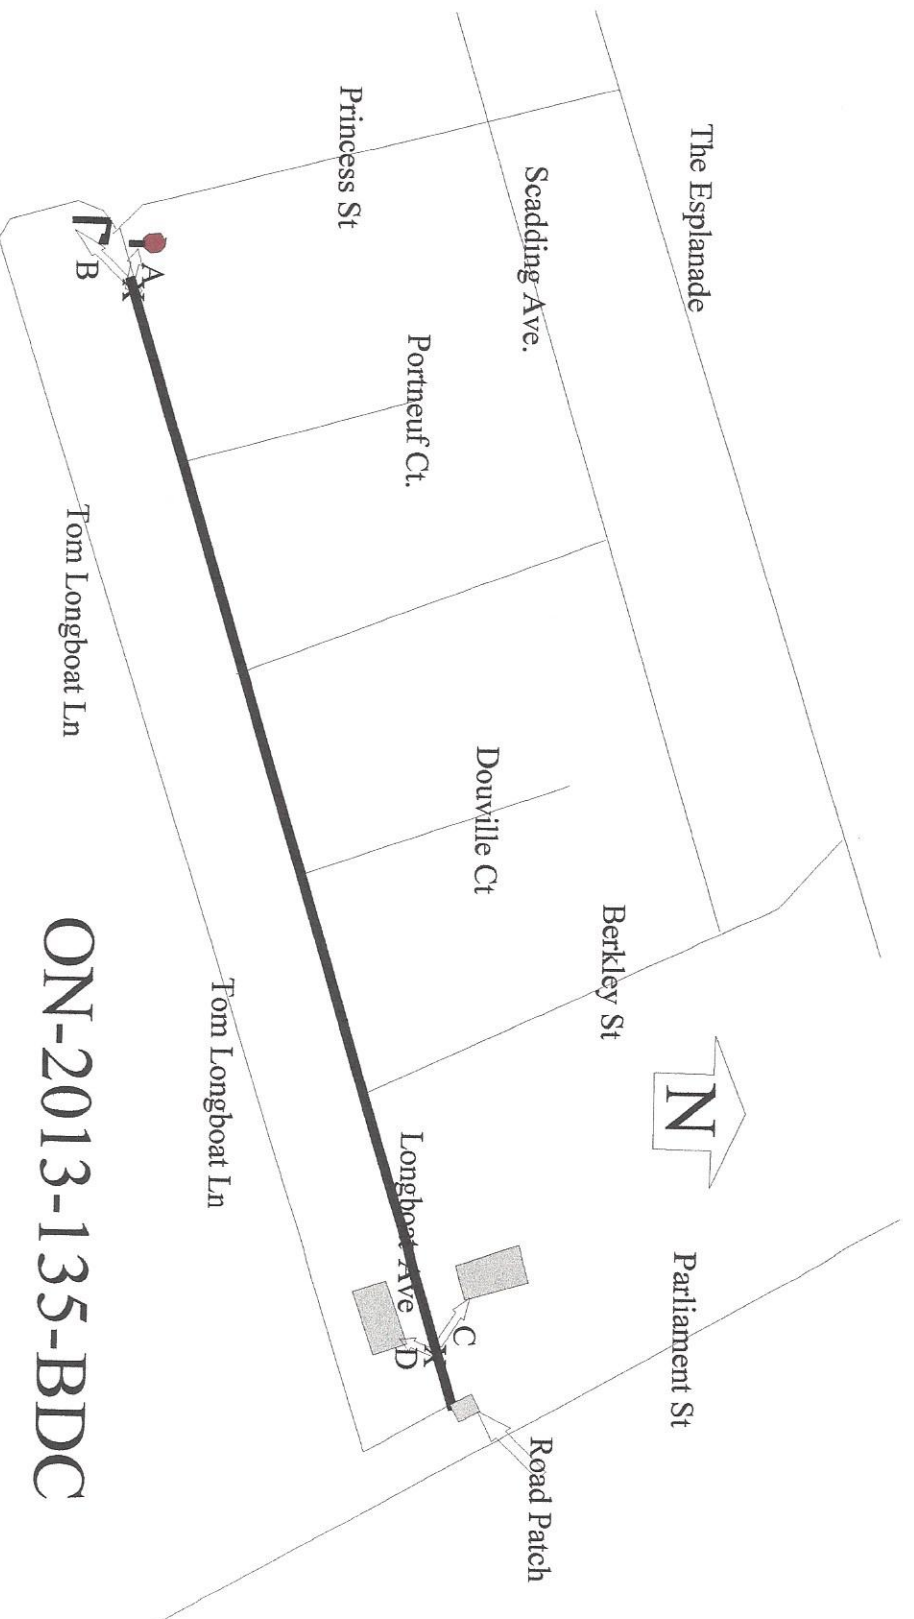 The Esplanade
Scadding Ave.
Princess St
Portneuf Ct.
Douville Ct
Berkley St
N
Parliament St
A
B
X
Tom Longboat Ln
Tom Longboat Ln
Longboat Ave
C
D
X
Road Patch
ON-2013-135-BDC